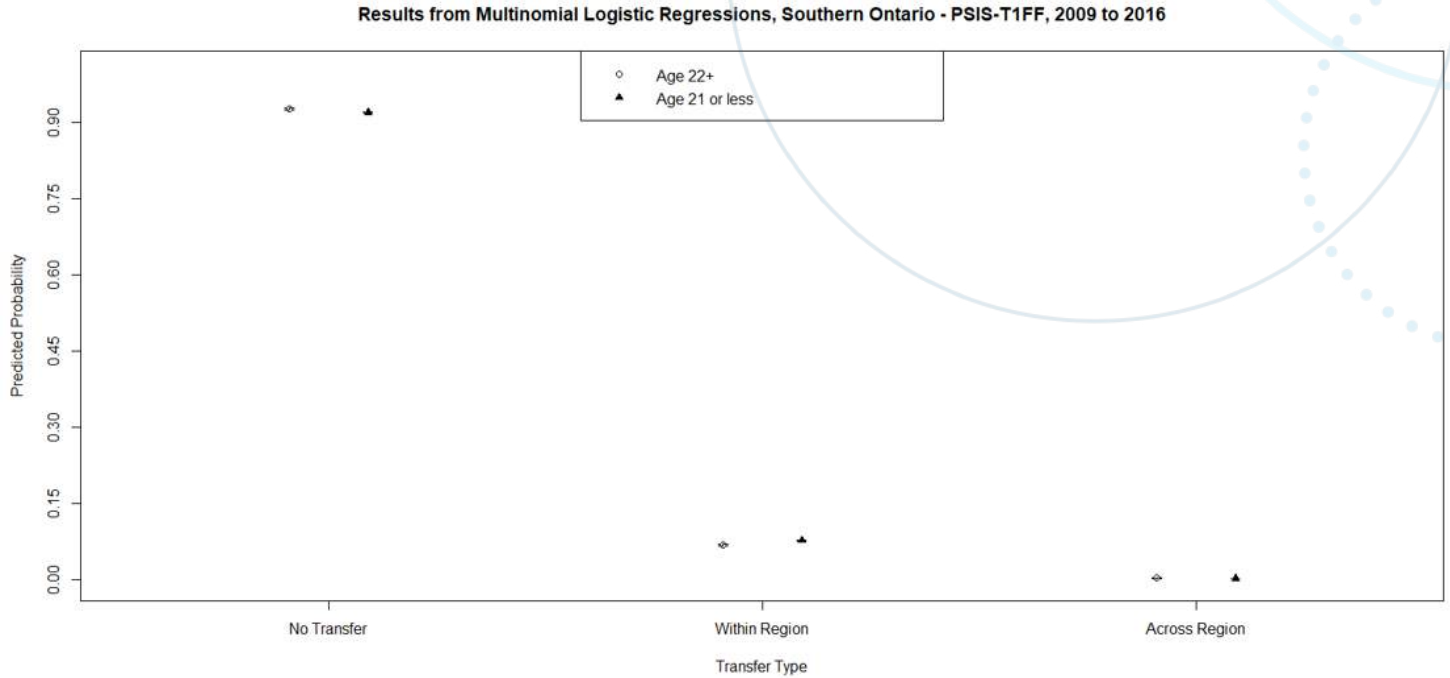 Results from Multinomial Logistic Regressions, Southern Ontario - PSIS-T1FF, 2009 to 2016
Age 22+
Age 21 or less
Predicted Probability
0.90
0.75
0.60
0.45
0.30
0.15
0.00
No Transfer Within Region Across Region
Transfer Type